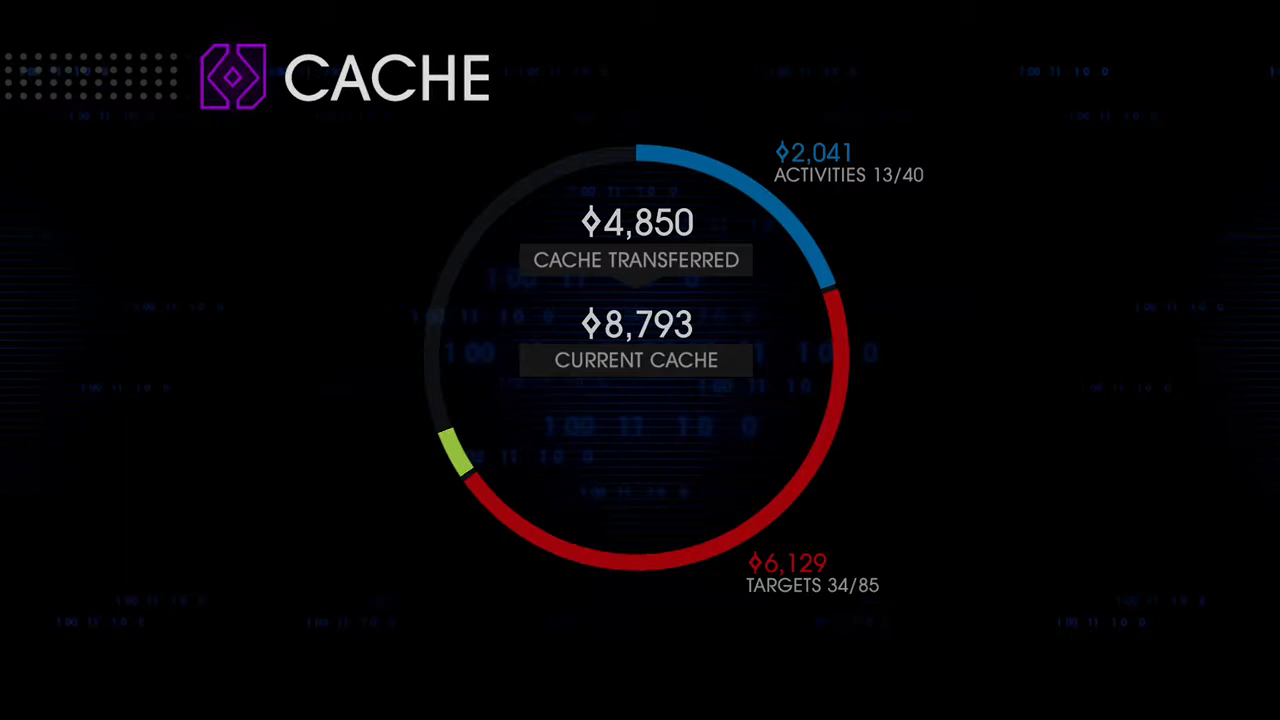 CACHE
◊2,041
ACTIVITIES 13/40
◊4,850
CACHE TRANSFERRED
◊8,793
CURRENT CACHE
◊6,129
TARGETS 34/85